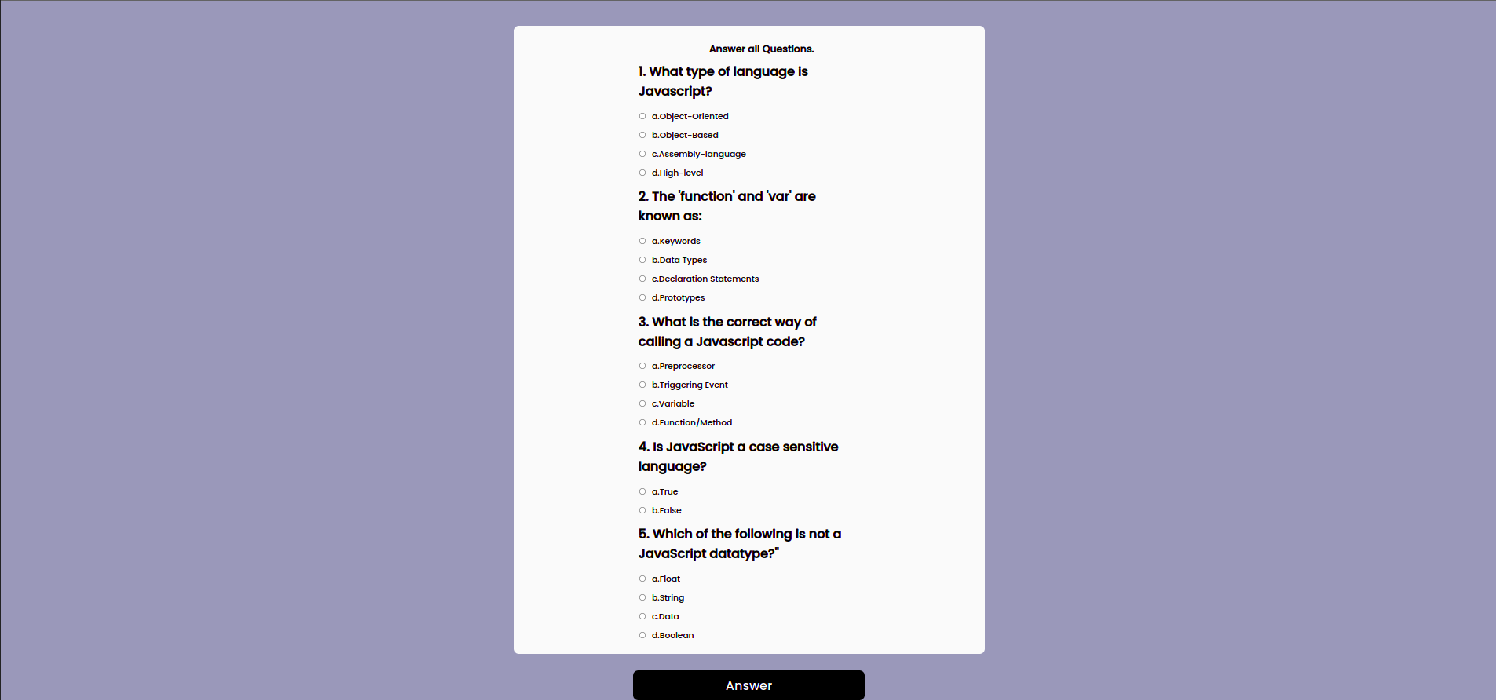 Answer all Questions.
1. What type of language is
Javascript?
a.Object-Oriented
b.Object-Based
c.Assembly-language
d.High-level
2. The 'function' and 'var' are
known as:
a.Keywords
b.Data Types
c.Declaration Statements
d.Prototypes
3. What is the correct way of
calling a Javascript code?
a.Preprocessor
b.Triggering Event
c.Variable
d.Function/Method
4. Is JavaScript a case sensitive
language?
a.True
b.False
5. Which of the following is not a
JavaScript datatype?"
a.Float
b.String
c.Data
d.Boolean
Answer